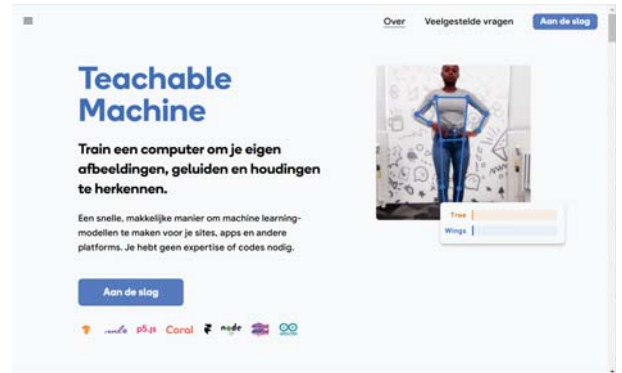 Over Veelgestelde vragen Aan de slag
Teachable
Machine
Train een computer om je eigen
afbeeldingen, geluiden en houdingen
te herkennen.
Een snelle, makkelijke manier om machine learning-
modellen te maken voor je sites, apps en andere
platforms. Je hebt geen expertise of codes nodig.
Aan de slag
p5.js Coral node
Tree
Wings